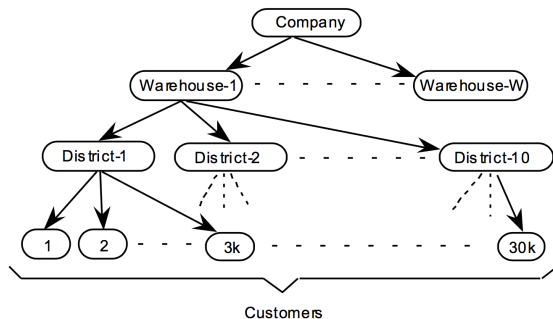 Company
Warehouse-1 Warehouse-W
District-1 District-2 District-10
1 2 3k 30k
Customers